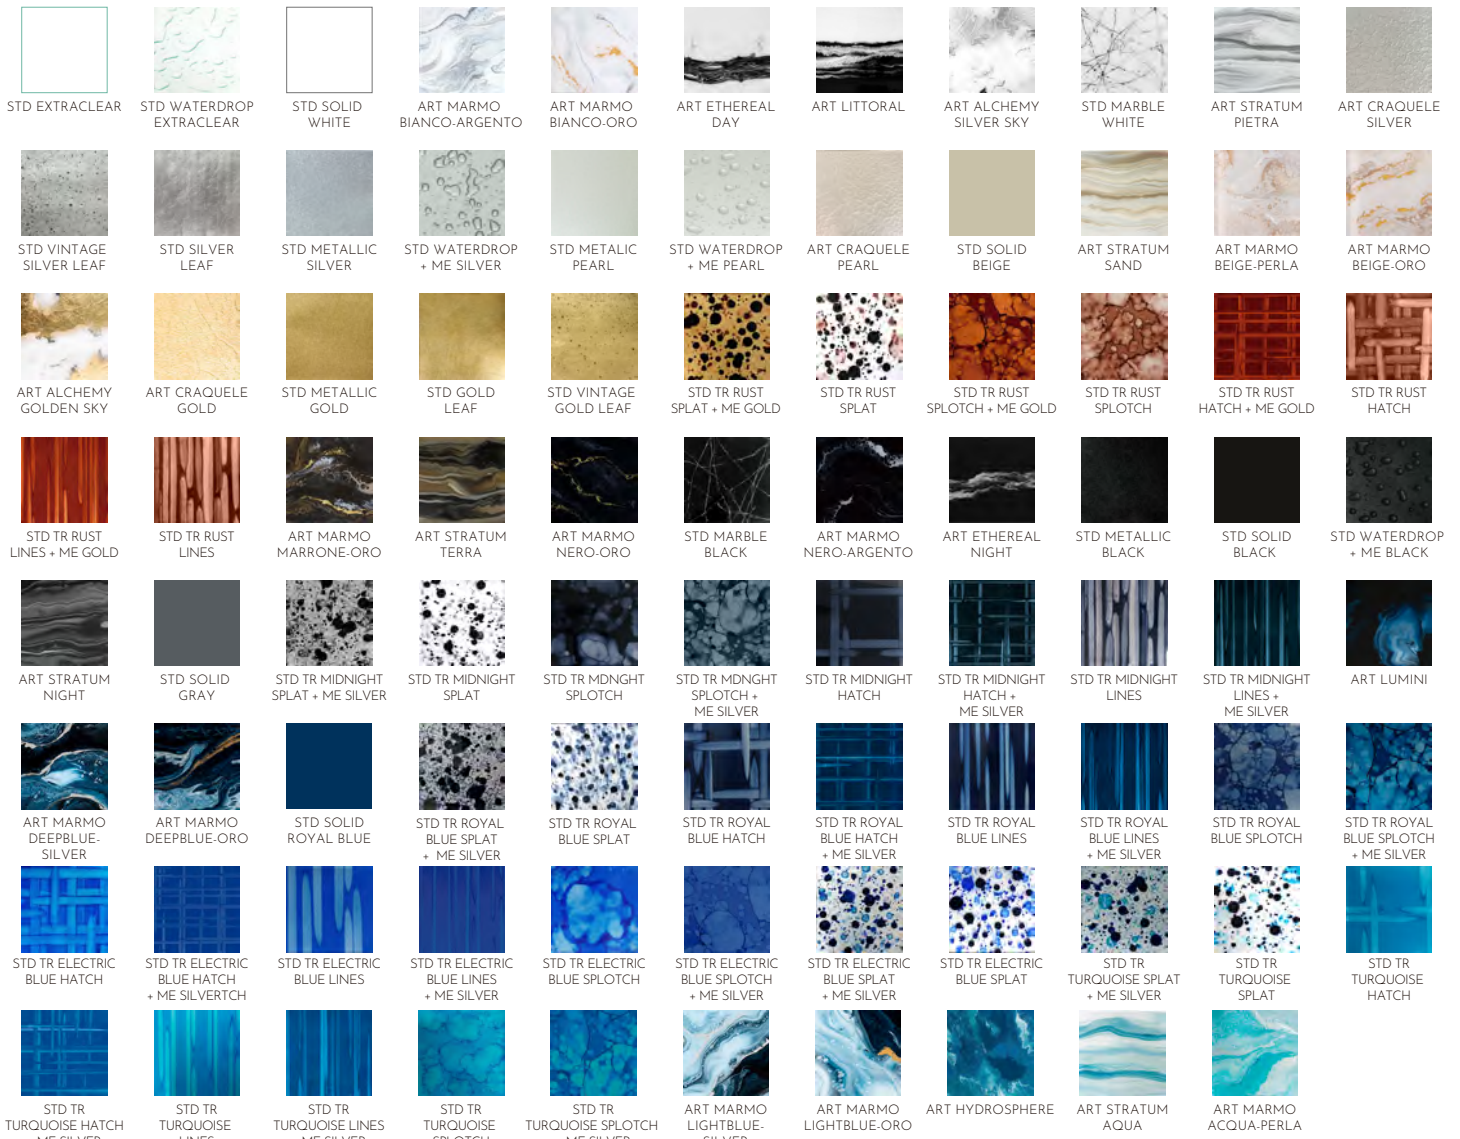 STD EXTRACLEAR
STD WATERDROP
EXTRACLEAR
STD SOLID
WHITE
ART MARMO
BIANCO-ARGENTO
ART MARMO
BIANCO-ORO
ART ETHEREAL
DAY
ART LITTORAL
ART ALCHEMY
SILVER SKY
STD MARBLE
WHITE
ART STRATUM
PIETRA
ART CRAQUELE
SILVER
STD VINTAGE
SILVER LEAF
STD SILVER
LEAF
STD METALLIC
SILVER
STD WATERDROP
+ ME SILVER
STD METALIC
PEARL
STD WATERDROP
+ ME PEARL
ART CRAQUELE
PEARL
STD SOLID
BEIGE
ART STRATUM
SAND
ART MARMO
BEIGE-PERLA
ART MARMO
BEIGE-ORO
ART ALCHEMY
GOLDEN SKY
ART CRAQUELE
GOLD
STD METALLIC
GOLD
STD GOLD
LEAF
STD VINTAGE
GOLD LEAF
STD TR RUST
SPLAT + ME GOLD
STD TR RUST
SPLAT
STD TR RUST
SPLOTCH + ME GOLD
STD TR RUST
SPLOTCH
STD TR RUST
HATCH + ME GOLD
STD TR RUST
HATCH
STD TR RUST
LINES + ME GOLD
STD TR RUST
LINES
ART MARMO
MARRONE-ORO
ART STRATUM
TERRA
ART MARMO
NERO-ORO
STD MARBLE
BLACK
ART MARMO
NERO-ARGENTO
ART ETHEREAL
NIGHT
STD METALLIC
BLACK
STD SOLID
BLACK
STD WATERDROP
+ ME BLACK
ART STRATUM
NIGHT
STD SOLID
GRAY
STD TR MIDNIGHT
SPLAT + ME SILVER
STD TR MIDNIGHT
SPLAT
STD TR MDNGHT
SPLOTCH
STD TR MDNGHT
SPLOTCH +
ME SILVER
STD TR MIDNIGHT
HATCH
STD TR MIDNIGHT
HATCH +
ME SILVER
STD TR MIDNIGHT
LINES
STD TR MIDNIGHT
LINES +
ME SILVER
ART LUMINI
ART MARMO
DEEPBLUE-
SILVER
ART MARMO
DEEPBLUE-ORO
STD SOLID
ROYAL BLUE
STD TR ROYAL
BLUE SPLAT
+ ME SILVER
STD TR ROYAL
BLUE SPLAT
STD TR ROYAL
BLUE HATCH
STD TR ROYAL
BLUE HATCH
+ ME SILVER
STD TR ROYAL
BLUE LINES
STD TR ROYAL
BLUE LINES
+ ME SILVER
STD TR ROYAL
BLUE SPLOTCH
STD TR ROYAL
BLUE SPLOTCH
+ ME SILVER
STD TR ELECTRIC
BLUE HATCH
STD TR ELECTRIC
BLUE HATCH
+ ME SILVERTCH
STD TR ELECTRIC
BLUE LINES
STD TR ELECTRIC
BLUE LINES
+ ME SILVER
STD TR ELECTRIC
BLUE SPLOTCH
STD TR ELECTRIC
BLUE SPLOTCH
+ ME SILVER
STD TR ELECTRIC
BLUE SPLAT
+ ME SILVER
STD TR ELECTRIC
BLUE SPLAT
STD TR
TURQUOISE SPLAT
+ ME SILVER
STD TR
TURQUOISE
SPLAT
STD TR
TURQUOISE
HATCH
STD TR
TURQUOISE HATCH
ME SILVER
STD TR
TURQUOISE
LINES
STD TR
TURQUOISE LINES
ME SILVER
STD TR
TURQUOISE
SPLOTCH
STD TR
TURQUOISE SPLOTCH
ME SILVER
ART MARMO
LIGHTBLUE-
SILVER
ART MARMO
LIGHTBLUE-ORO
ART HYDROSPHERE
ART STRATUM
AQUA
ART MARMO
ACQUA-PERLA